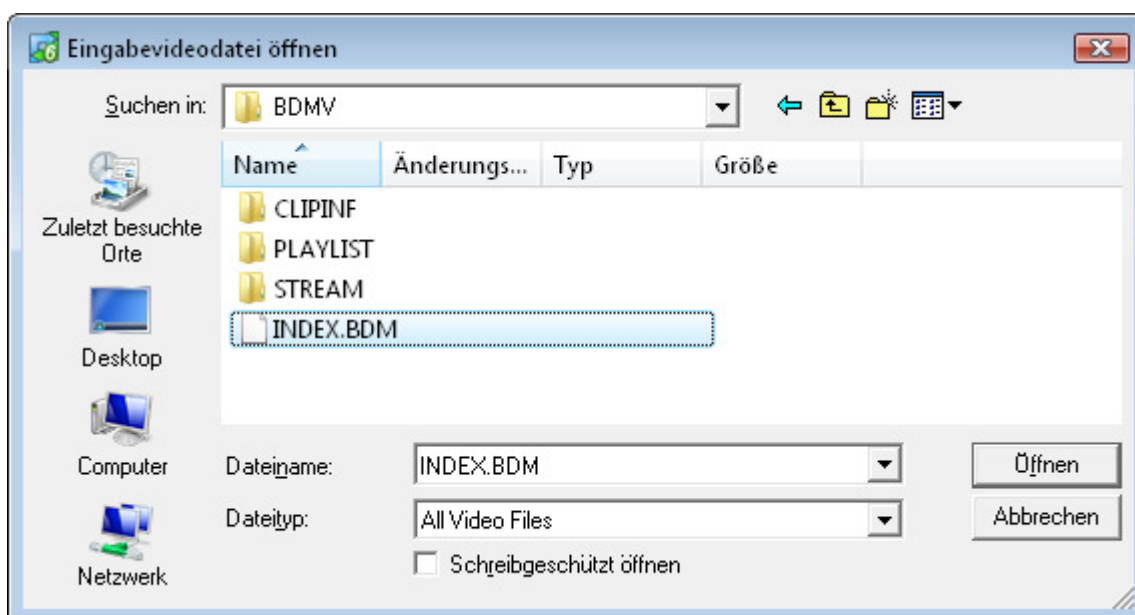 Eingabevideodatei öffnen
Suchen in: BDMV
Name Änderungs... Typ Größe
CLIPINF
PLAYLIST
STREAM
INDEX.BDM
Zuletzt besuchte
Orte
Desktop
Computer
Netzwerk
Dateiname: INDEX.BDM Öffnen
Dateityp: All Video Files Abbrechen
Schreibgeschützt öffnen